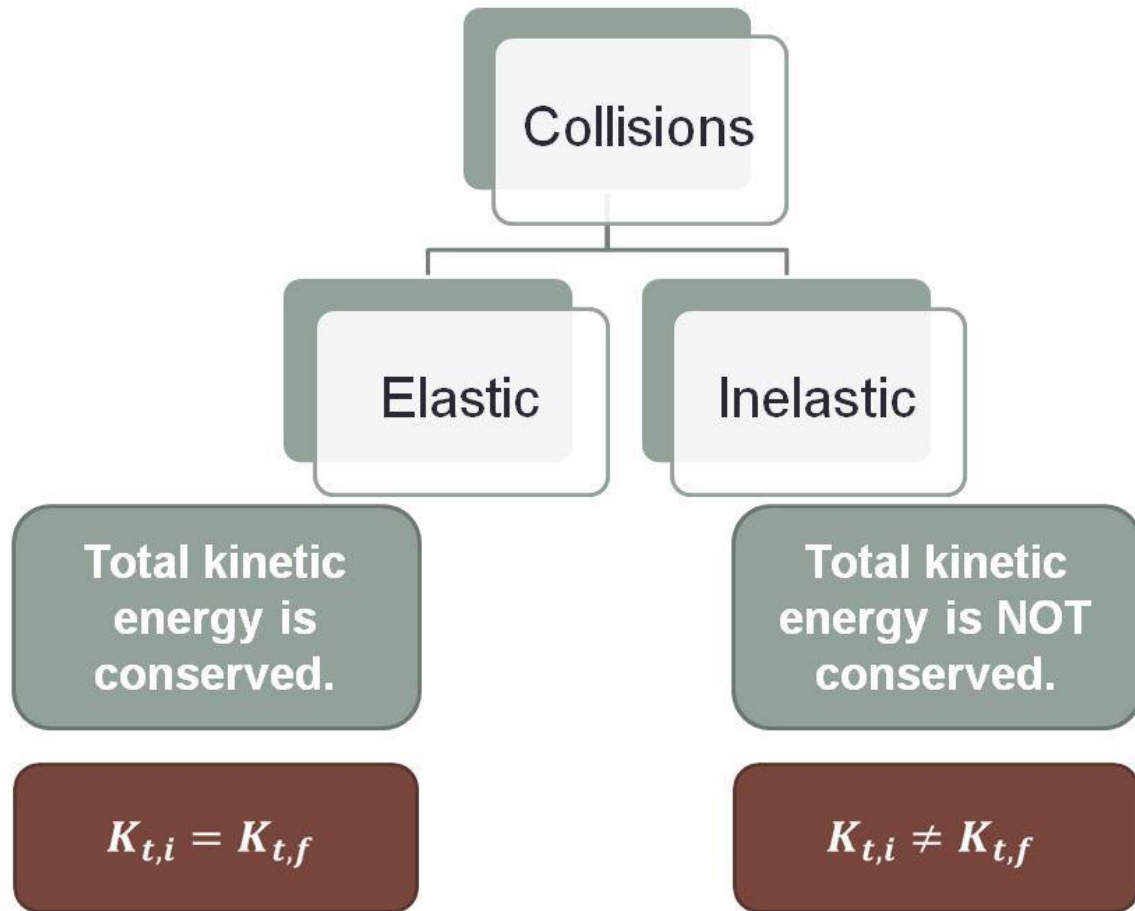 Collisions
Elastic
Inelastic
Total kinetic
energy is
conserved.
Total kinetic
energy is NOT
conserved.
K_{t,i} = K_{t,f}
K_{t,i} ≠ K_{t,f}